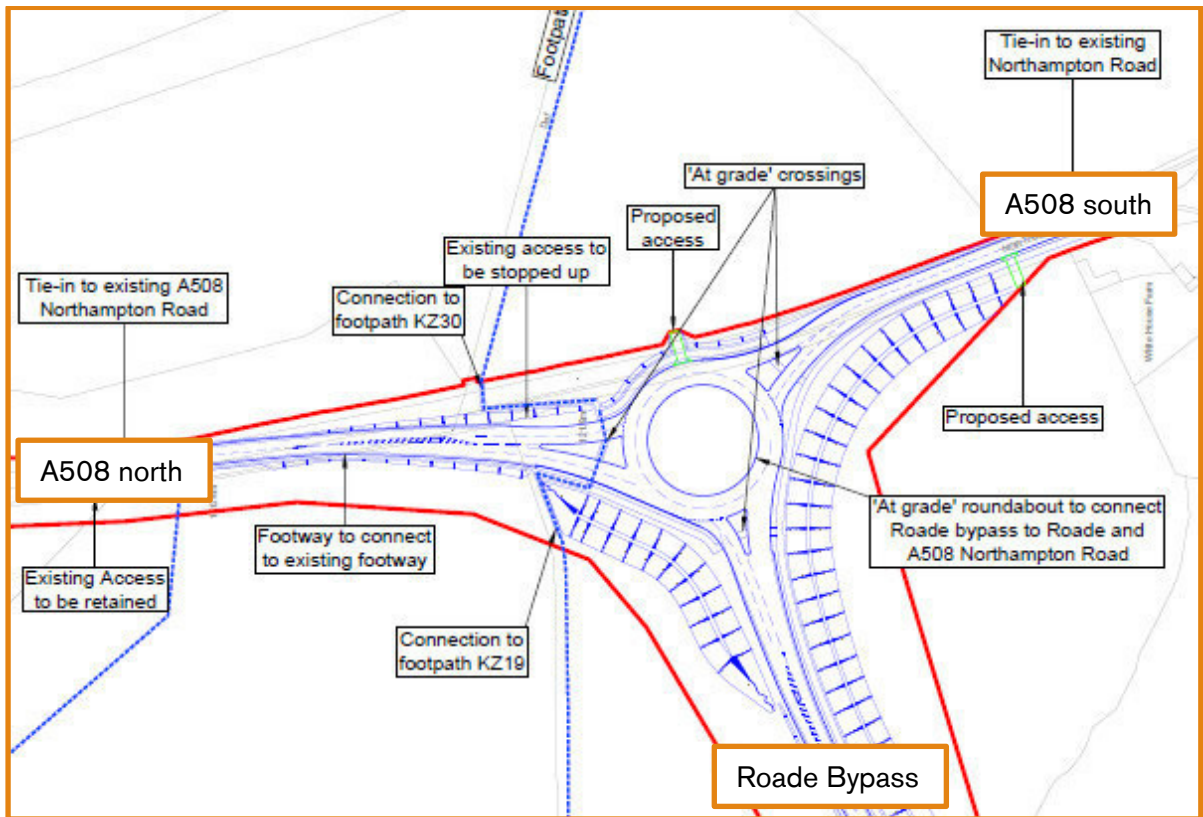 Footpat
Tie-in to existing
Northampton Road
'At grade' crossings
A508 south
Proposed
access
Existing access to
be stopped up
Tie-in to existing A508
Northampton Road
Connection to
footpath KZ30
Proposed access
A508 north
'At grade' roundabout to connect
Roade bypass to Roade and
A508 Northampton Road
Footway to connect
to existing footway
Existing Access
to be retained
Connection to
footpath KZ19
Roade Bypass